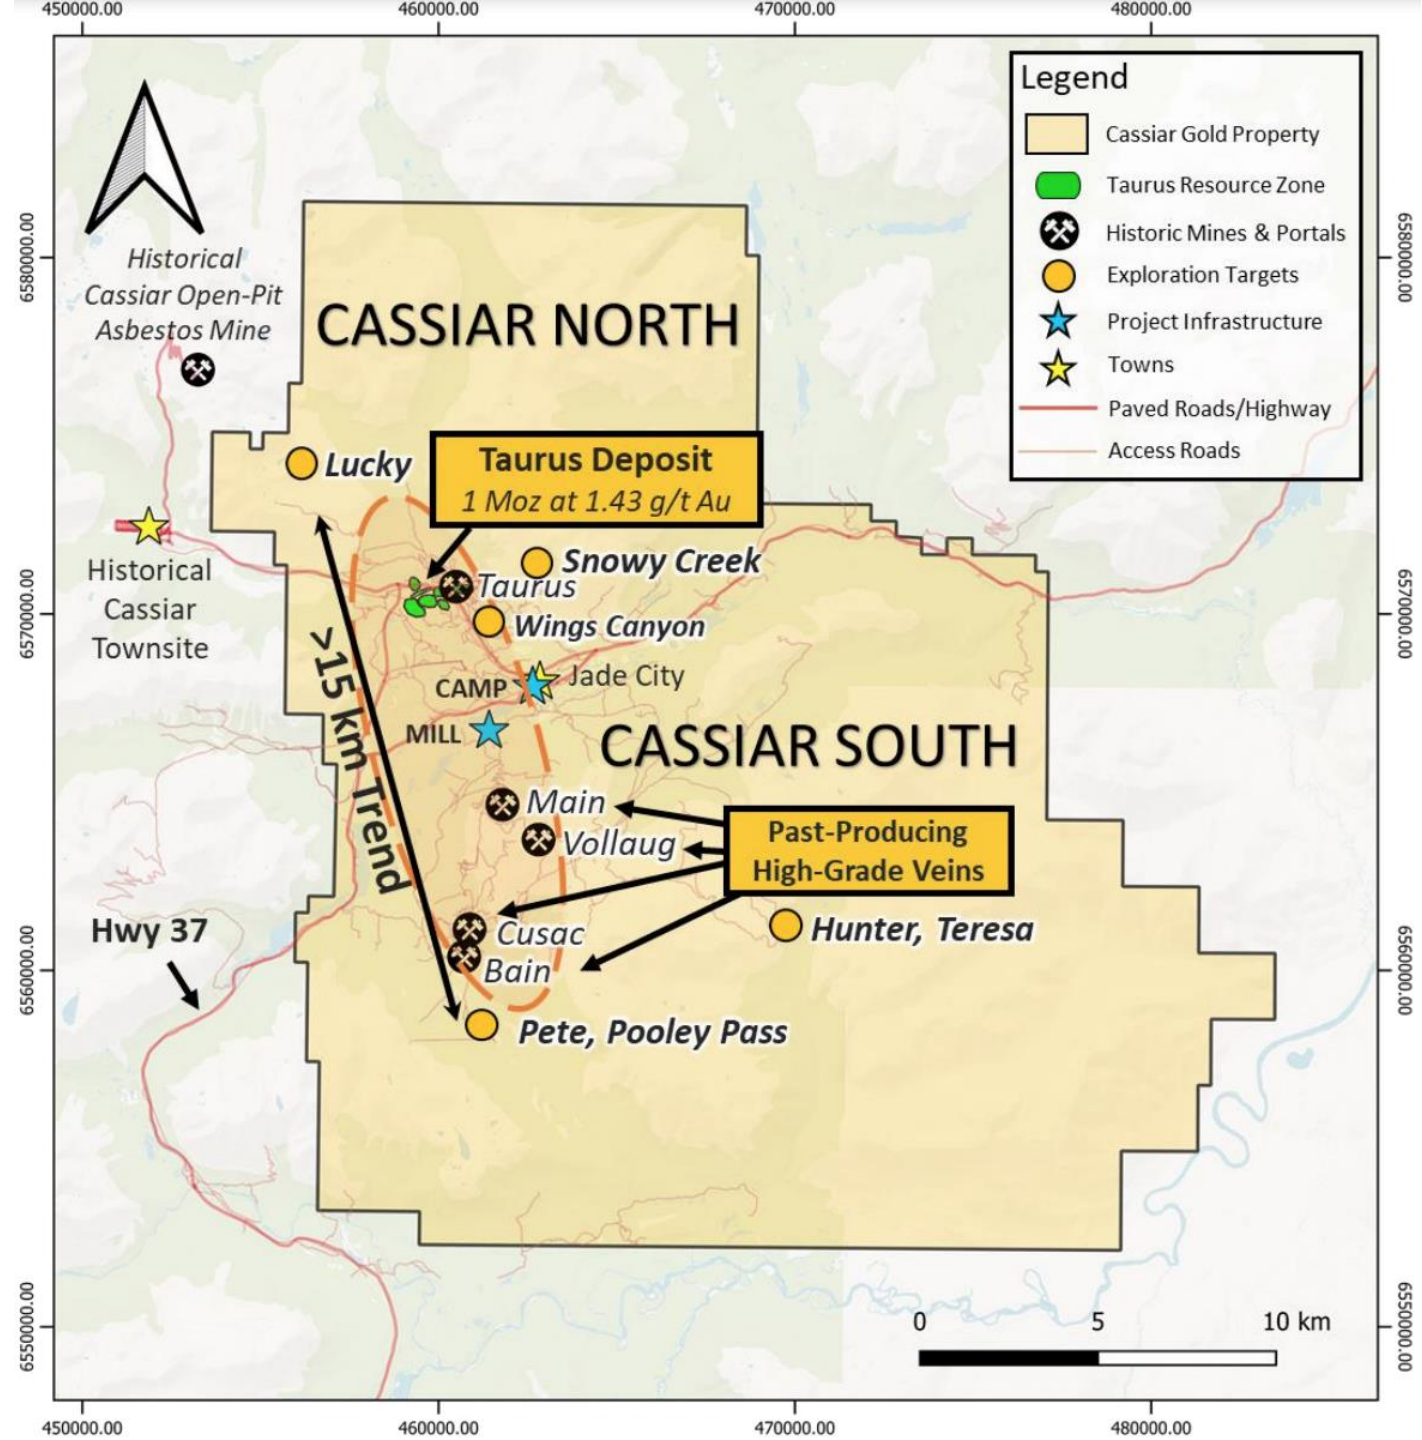 450000.00
460000.00
470000.00
480000.00
Legend
Cassiar Gold Property
Taurus Resource Zone
Historic Mines & Portals
Exploration Targets
Project Infrastructure
Towns
Paved Roads/Highway
Access Roads
6580000.00
6580000.00
Historical
Cassiar Open-Pit
Asbestos Mine
CASSIAR NORTH
Lucky
Taurus Deposit
1 Moz at 1.43 g/t Au
Historical
Cassiar
Townsite
Snowy Creek
Taurus
Wings Canyon
6570000.00
6570000.00
Jade City
CAMP
MILL
>15 km Trend
CASSIAR SOUTH
Main
Vollaug
Past-Producing
High-Grade Veins
Hwy 37
Cusac
Bain
Hunter, Teresa
6560000.00
6560000.00
Pete, Pooley Pass
6550000.00
6550000.00
0 5 10 km
450000.00
460000.00
470000.00
480000.00